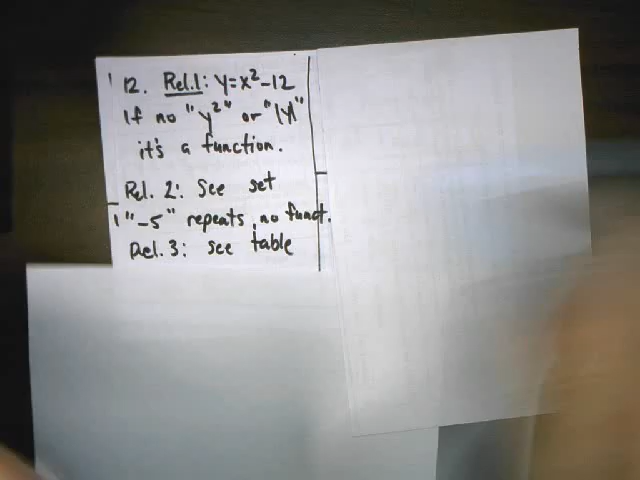 12. Rel.1: y=x²-12
If no "y²" or "|y|"
it's a function.
Rel. 2: See set
"-5" repeats, no funct.
Rel. 3: see table